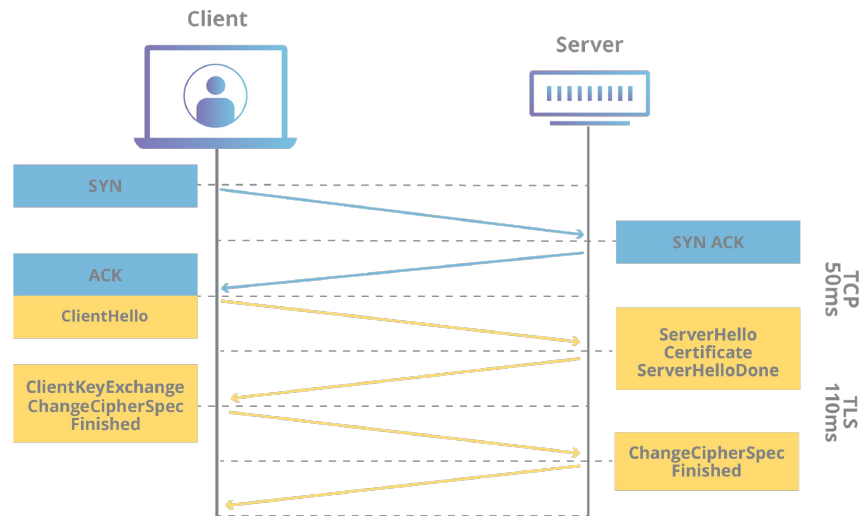 Client
Server
SYN
SYN ACK
ACK
ClientHello
TCP
50ms
ServerHello
Certificate
ServerHelloDone
ClientKeyExchange
ChangeCipherSpec
Finished
TLS
110ms
ChangeCipherSpec
Finished